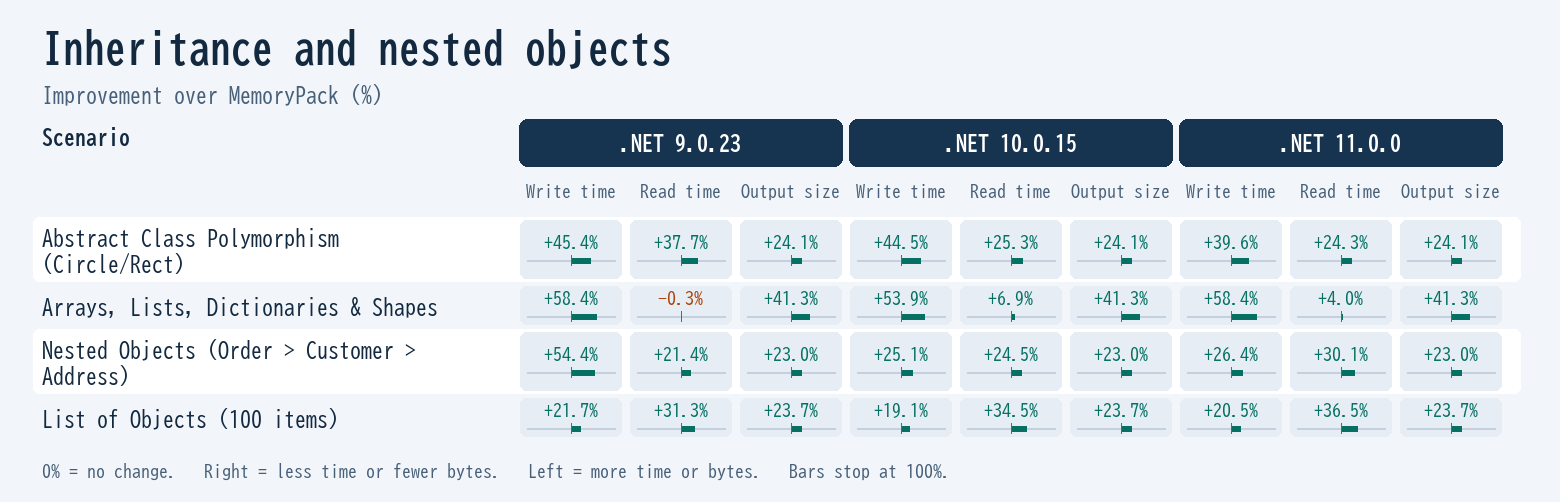 Inheritance and nested objects
Improvement over MemoryPack (%)
Scenario .NET 9.0.23 .NET 10.0.15 .NET 11.0.0
Write time Read time Output size Write time Read time Output size Write time Read time Output size
Abstract Class Polymorphism
(Circle/Rect)
+45.4% +37.7% +24.1% +44.5% +25.3% +24.1% +39.6% +24.3% +24.1%
Arrays, Lists, Dictionaries & Shapes +58.4% −0.3% +41.3% +53.9% +6.9% +41.3% +58.4% +4.0% +41.3%
Nested Objects (Order > Customer >
Address)
+54.4% +21.4% +23.0% +25.1% +24.5% +23.0% +26.4% +30.1% +23.0%
List of Objects (100 items) +21.7% +31.3% +23.7% +19.1% +34.5% +23.7% +20.5% +36.5% +23.7%
0% = no change. Right = less time or fewer bytes. Left = more time or bytes. Bars stop at 100%.